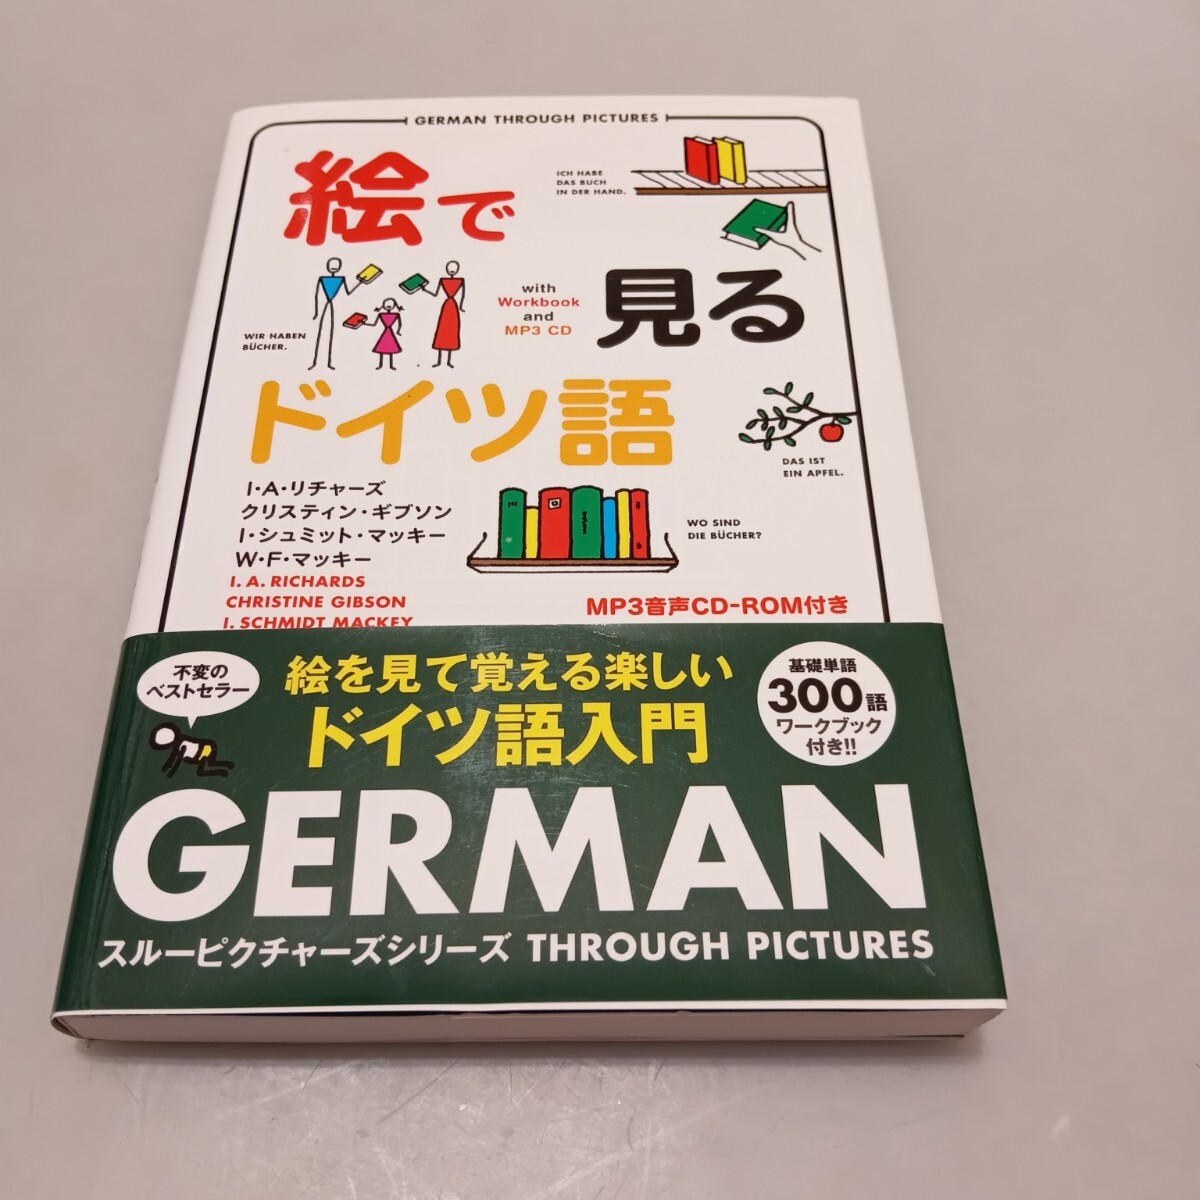 GERMAN THROUGH PICTURES
絵で
ICH HABE
DAS BUCH
IN DER HAND.
with
Workbook
and
MP3 CD
見る
WIR HABEN
BÜCHER.
ドイツ語
DAS IST
EIN APFEL.
I・A・リチャーズ
クリスティン・ギブソン
I・シュミット・マッキー
W・F・マッキー
WO SIND
DIE BÜCHER?
I. A. RICHARDS
CHRISTINE GIBSON
I. SCHMIDT MACKEY
MP3音声CD-ROM付き
不変の
ベストセラー
絵を見て覚える楽しい
ドイツ語入門
基礎単語
300語
ワークブック
付き!!
GERMAN
スルーピクチャーズシリーズ THROUGH PICTURES